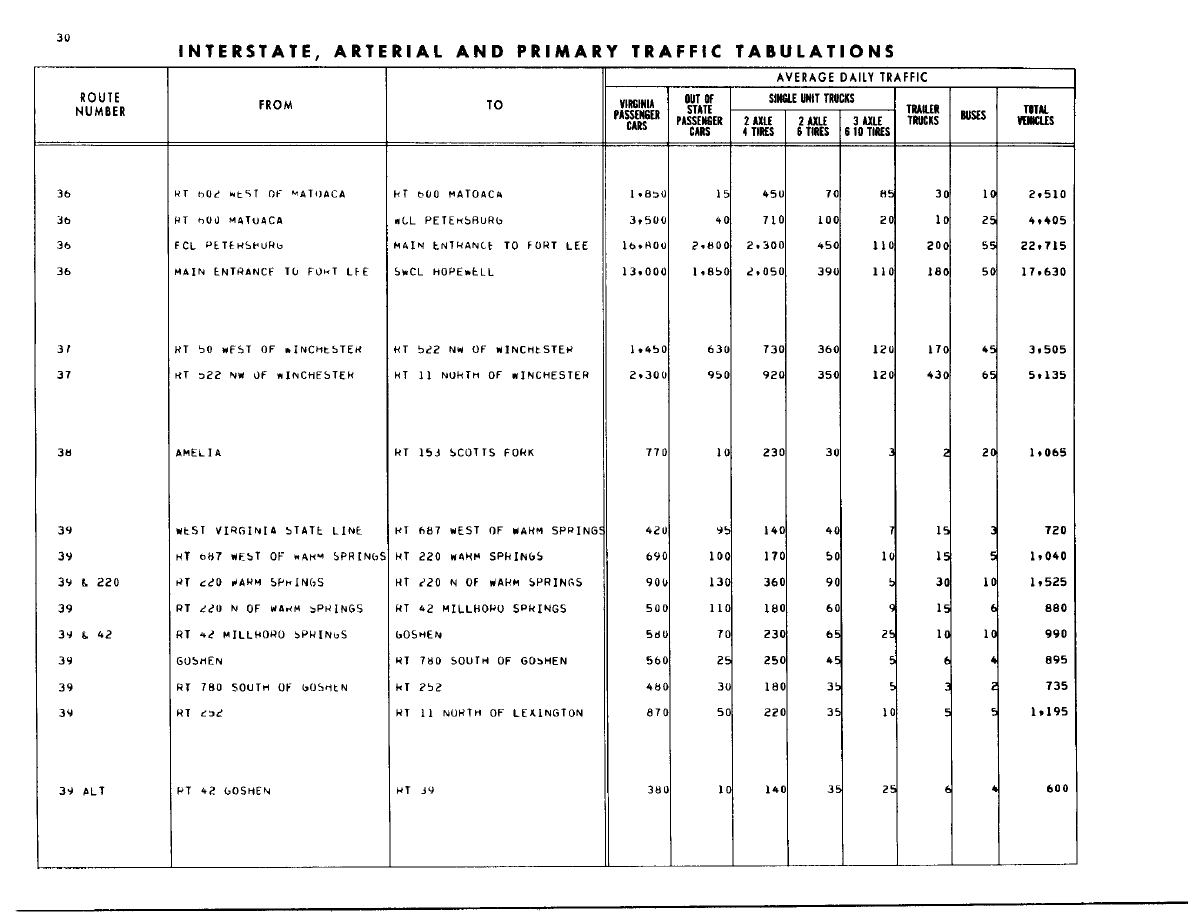 30
INTERSTATE, ARTERIAL AND PRIMARY TRAFFIC TABULATIONS
AVERAGE DAILY TRAFFIC
ROUTE NUMBER FROM TO VIRGINIA PASSENGER CARS OUT OF STATE PASSENGER CARS SINGLE UNIT TRUCKS 2 AXLE 4 TIRES 2 AXLE 6 TIRES 3 AXLE 6 10 TIRES TRAILER TRUCKS BUSES TOTAL VEHICLES
36 RT 602 WEST OF MATOACA RT 600 MATOACA 1,850 15 450 70 85 30 10 2,510
36 RT 600 MATOACA WCL PETERSBURG 3,500 40 710 100 20 10 25 4,405
36 ECL PETERSBURG MAIN ENTRANCE TO FORT LEE 16,800 2,800 2,300 450 110 200 55 22,715
36 MAIN ENTRANCE TO FORT LEE SWCL HOPEWELL 13,000 1,850 2,050 390 110 180 50 17,630
37 RT 50 WEST OF WINCHESTER RT 522 NW OF WINCHESTER 1,450 630 730 360 120 170 45 3,505
37 RT 522 NW OF WINCHESTER RT 11 NORTH OF WINCHESTER 2,300 950 920 350 120 430 65 5,135
38 AMELIA RT 153 SCOTTS FORK 770 10 230 30 3 2 20 1,065
39 WEST VIRGINIA STATE LINE RT 687 WEST OF WARM SPRINGS 420 95 140 40 7 15 3 720
39 RT 687 WEST OF WARM SPRINGS RT 220 WARM SPRINGS 690 100 170 50 10 15 5 1,040
39 & 220 RT 220 WARM SPRINGS RT 220 N OF WARM SPRINGS 900 130 360 90 5 30 10 1,525
39 RT 220 N OF WARM SPRINGS RT 42 MILLBORO SPRINGS 500 110 180 60 9 15 6 880
39 & 42 RT 42 MILLBORO SPRINGS GOSHEN 580 70 230 65 25 10 10 990
39 GOSHEN RT 780 SOUTH OF GOSHEN 560 25 250 45 5 6 4 895
39 RT 780 SOUTH OF GOSHEN RT 252 480 30 180 35 5 3 2 735
39 RT 252 RT 11 NORTH OF LEXINGTON 870 50 220 35 10 5 5 1,195
39 ALT RT 42 GOSHEN RT 39 380 10 140 35 25 6 4 600